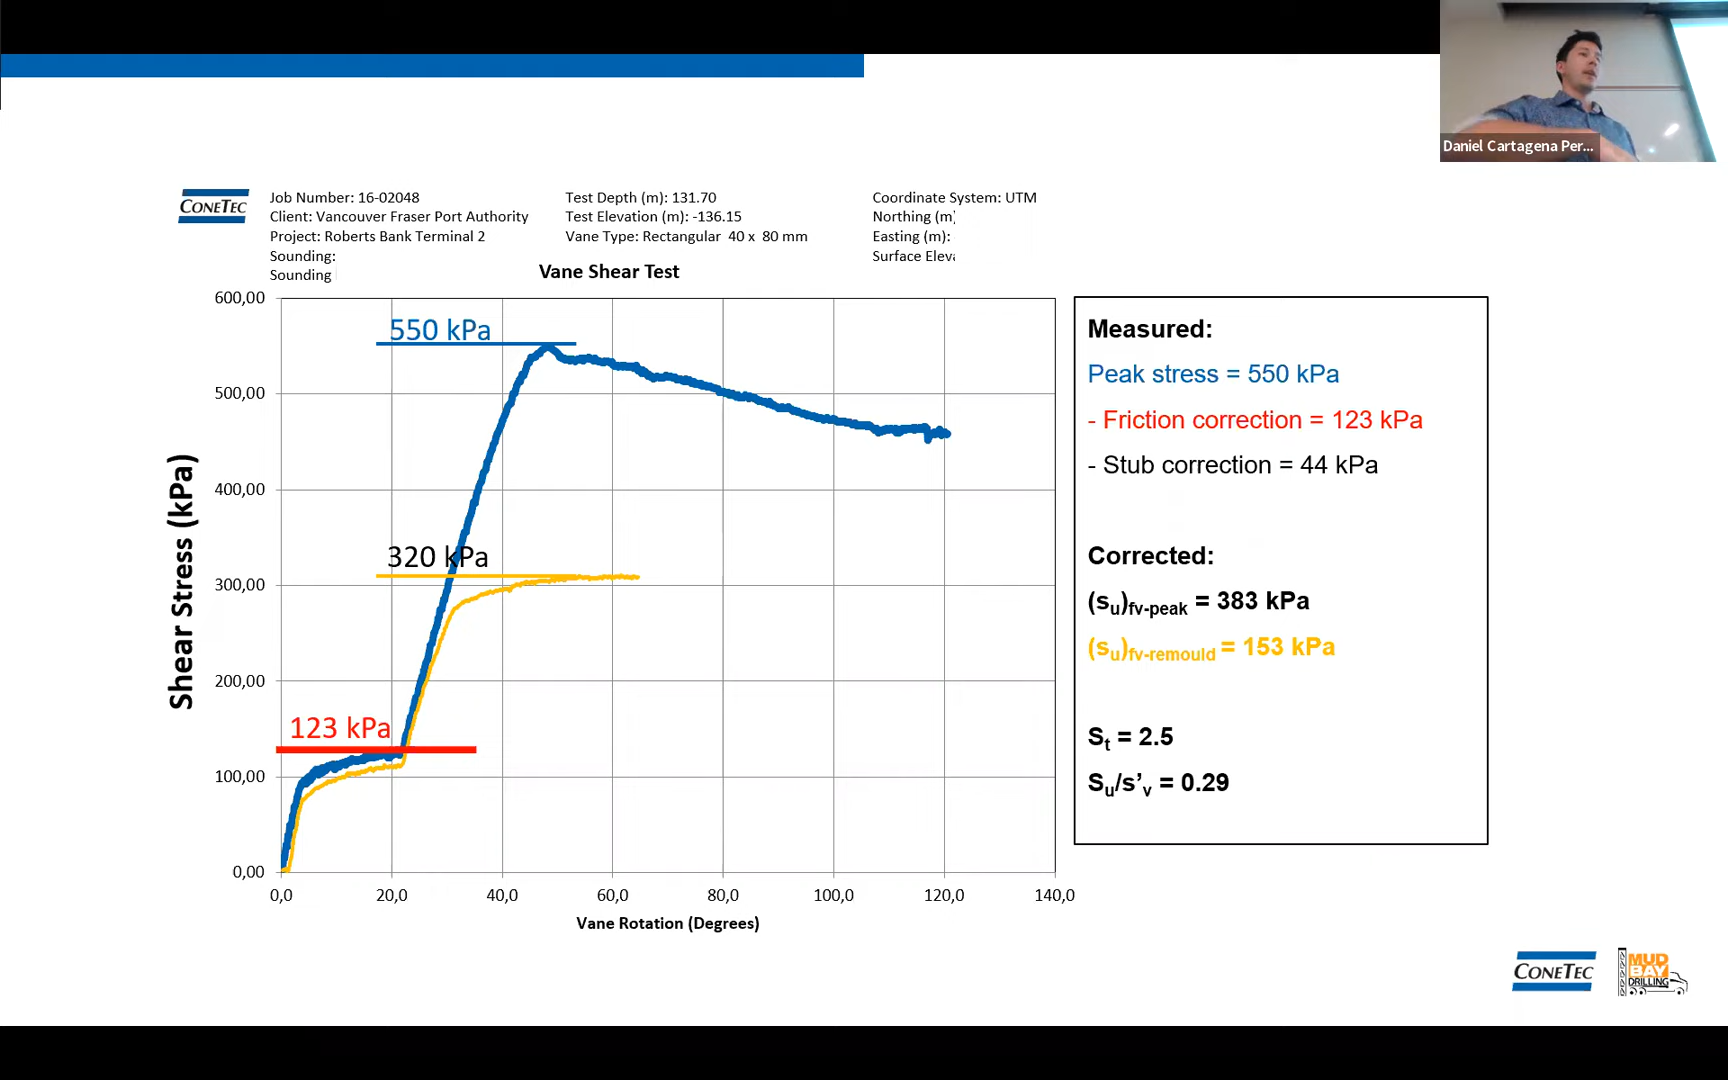 Daniel Cartagena Per...
CONETEC
Job Number: 16-02048
Client: Vancouver Fraser Port Authority
Project: Roberts Bank Terminal 2
Sounding:
Sounding
Test Depth (m): 131.70
Test Elevation (m): -136.15
Vane Type: Rectangular 40 x 80 mm
Coordinate System: UTM
Northing (m)
Easting (m):
Surface Eleva
Vane Shear Test
600,00
500,00
400,00
300,00
200,00
100,00
0,00
Shear Stress (kPa)
550 kPa
320 kPa
123 kPa
0,0 20,0 40,0 60,0 80,0 100,0 120,0 140,0
Vane Rotation (Degrees)
Measured:
Peak stress = 550 kPa
- Friction correction = 123 kPa
- Stub correction = 44 kPa
Corrected:
(su)fv-peak = 383 kPa
(su)fv-remould = 153 kPa
St = 2.5
Su/s’v = 0.29
CONETEC
MUD
BAY
DRILLING